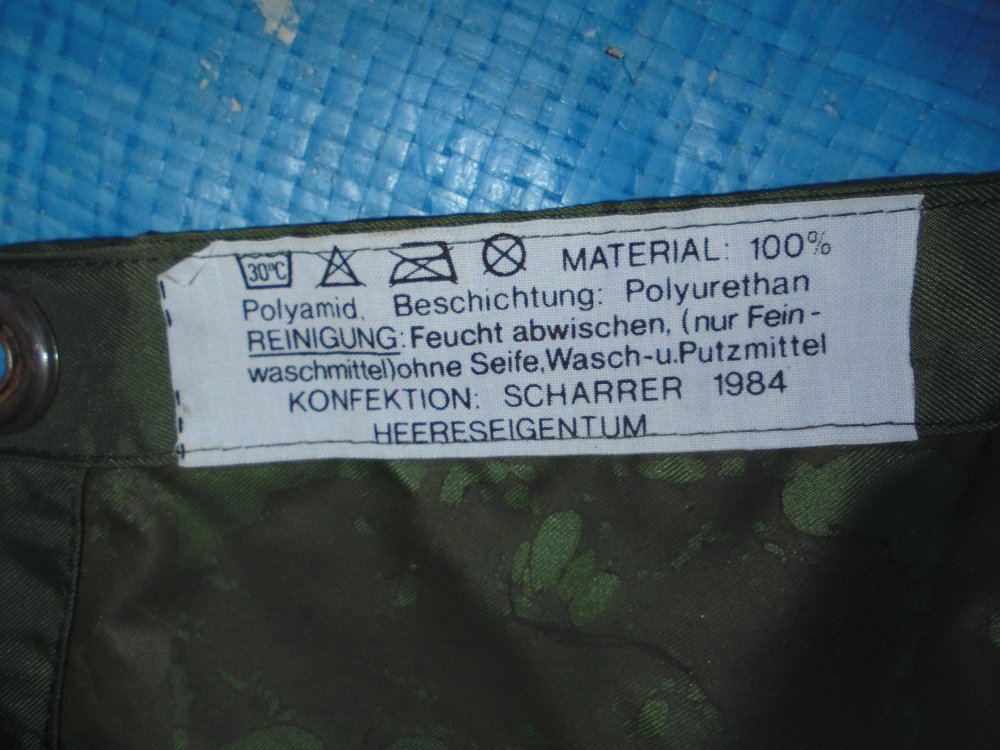 30°C MATERIAL: 100%
Polyamid. Beschichtung: Polyurethan
REINIGUNG: Feucht abwischen, (nur Fein-
waschmittel) ohne Seife, Wasch-u. Putzmittel
KONFEKTION: SCHARRER 1984
HEERESEIGENTUM